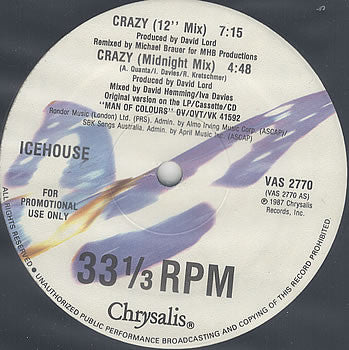 CRAZY (12'' Mix) 7:15
Produced by David Lord
Remixed by Michael Brauer for MHB Productions
CRAZY (Midnight Mix) 4:48
(A. Quanta/I. Davies/R. Kretschmer)
Produced by David Lord
Mixed by David Hemming/Iva Davies
Original version on the LP/Cassette/CD
"MAN OF COLOURS" OV/OVT/VK 41592
Rondor Music (London) Ltd. (PRS). Admin. by Almo Irving Music Corp. (ASCAP)/
SBK Songs Australia, Admin. by April Music Inc. (ASCAP)
ICEHOUSE
FOR
PROMOTIONAL
USE ONLY
VAS 2770
(VAS 2770 AS)
℗ 1987 Chrysalis
Records, Inc.
33 1/3 RPM
Chrysalis®
ALL RIGHTS RESERVED. • UNAUTHORIZED PUBLIC PERFORMANCE BROADCASTING AND COPYING OF THIS RECORD PROHIBITED.